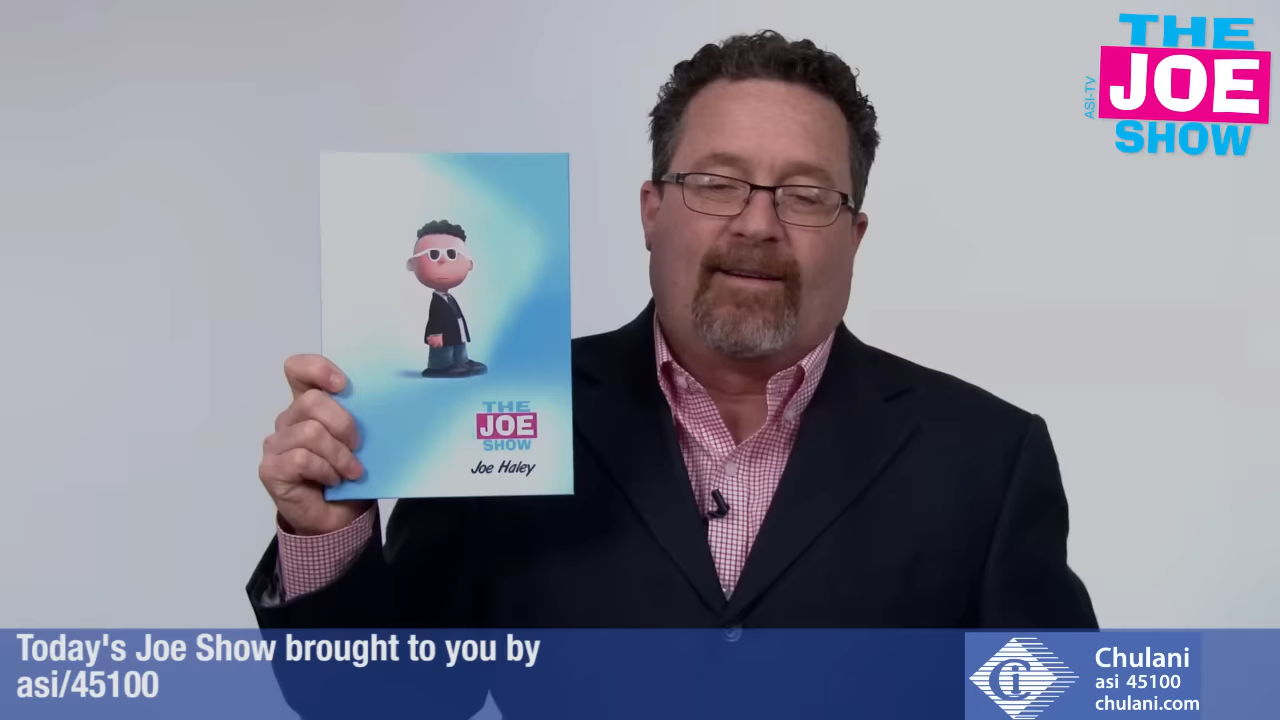 THE
JOE
SHOW
ASI-TV
THE
JOE
SHOW
Joe Haley
Today's Joe Show brought to you by
asi/45100
Chulani
asi 45100
chulani.com